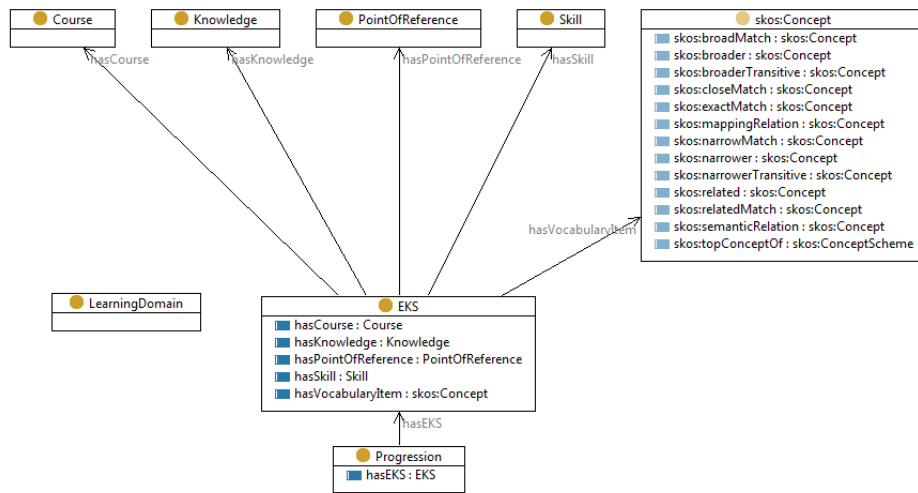 Course
Knowledge
PointOfReference
Skill
skos:Concept
skos:broadMatch : skos:Concept
skos:broader : skos:Concept
skos:broaderTransitive : skos:Concept
skos:closeMatch : skos:Concept
skos:exactMatch : skos:Concept
skos:mappingRelation : skos:Concept
skos:narrowMatch : skos:Concept
skos:narrower : skos:Concept
skos:narrowerTransitive : skos:Concept
skos:related : skos:Concept
skos:relatedMatch : skos:Concept
skos:semanticRelation : skos:Concept
skos:topConceptOf : skos:ConceptScheme
hasCourse
hasKnowledge
hasPointOfReference
hasSkill
hasVocabularyItem
LearningDomain
EKS
hasCourse : Course
hasKnowledge : Knowledge
hasPointOfReference : PointOfReference
hasSkill : Skill
hasVocabularyItem : skos:Concept
hasEKS
Progression
hasEKS : EKS